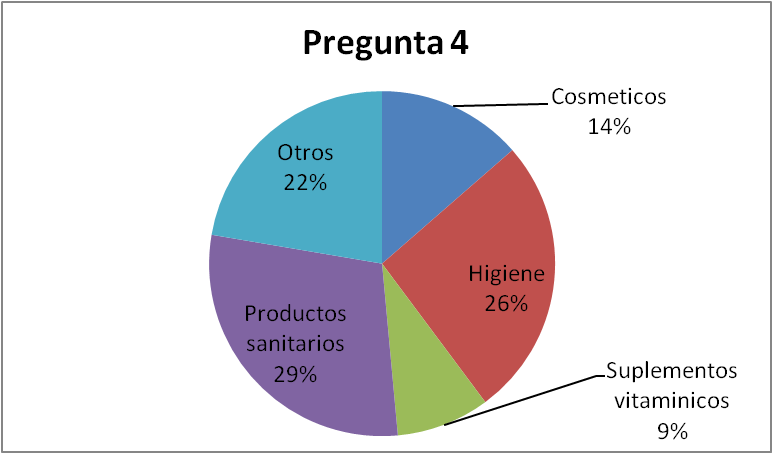 Pregunta 4
Cosmeticos
14%
Otros
22%
Higiene
26%
Productos
sanitarios
29%
Suplementos
vitaminicos
9%